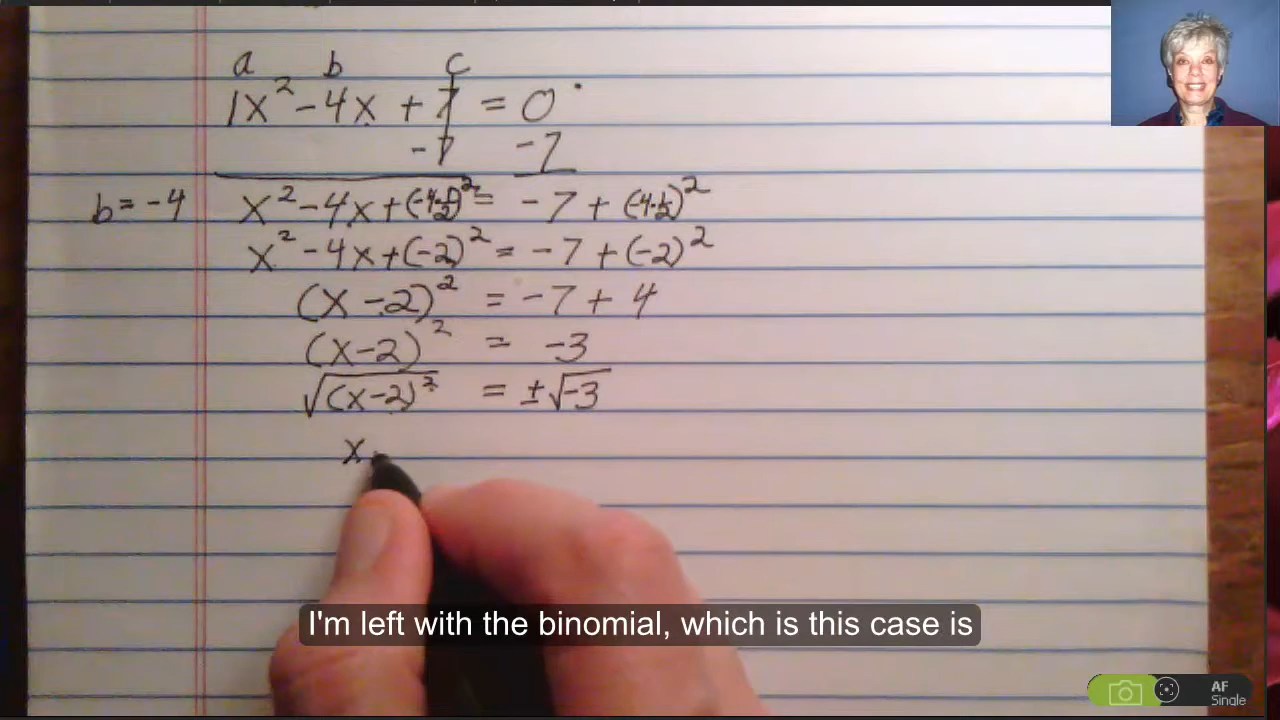 a b c
1x² - 4x + 7 = 0
-7 -7
b = -4 x² - 4x + (-4·½)² = -7 + (-4·½)²
x² - 4x + (-2)² = -7 + (-2)²
(x - 2)² = -7 + 4
(x - 2)² = -3
√(x - 2)² = ±√-3
x
I'm left with the binomial, which is this case is
AF
Single